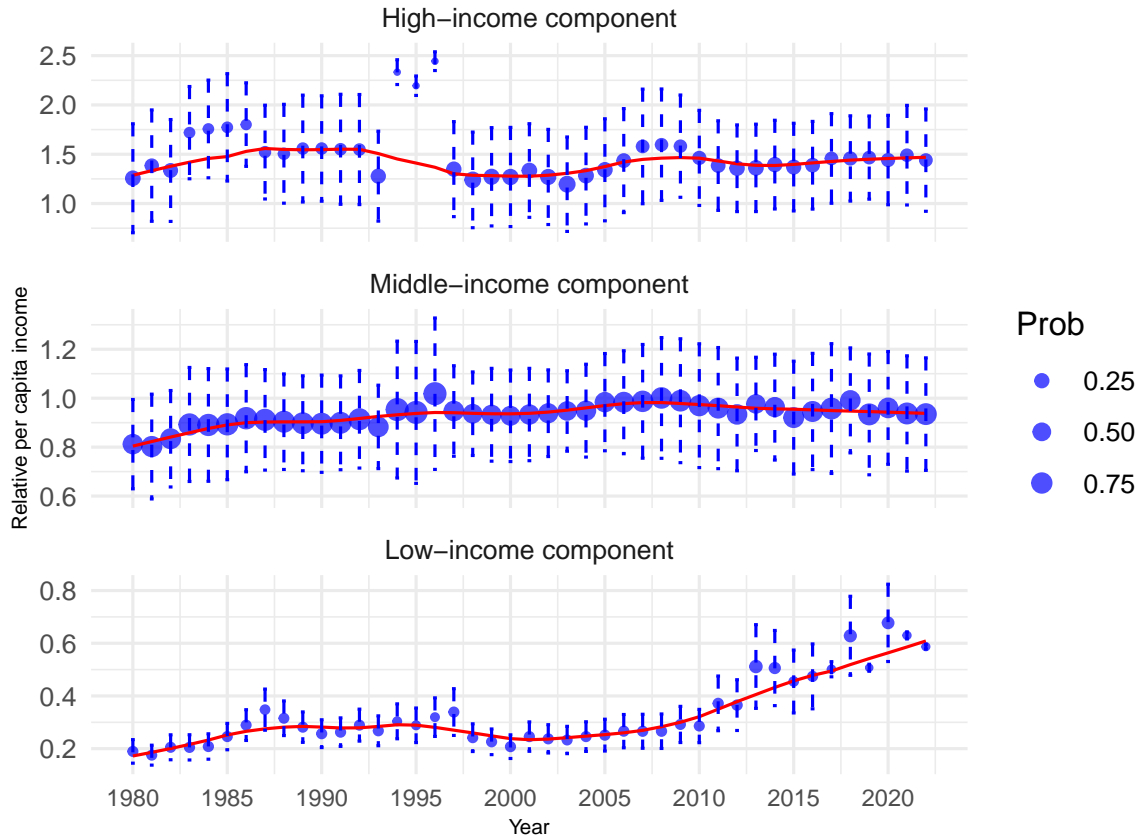 High−income component
2.5
2.0
1.5
1.0
Middle−income component
1.2
1.0
0.8
0.6
Low−income component
0.8
0.6
0.4
0.2
1980 1985 1990 1995 2000 2005 2010 2015 2020
Year
Relative per capita income
Prob
0.25
0.50
0.75